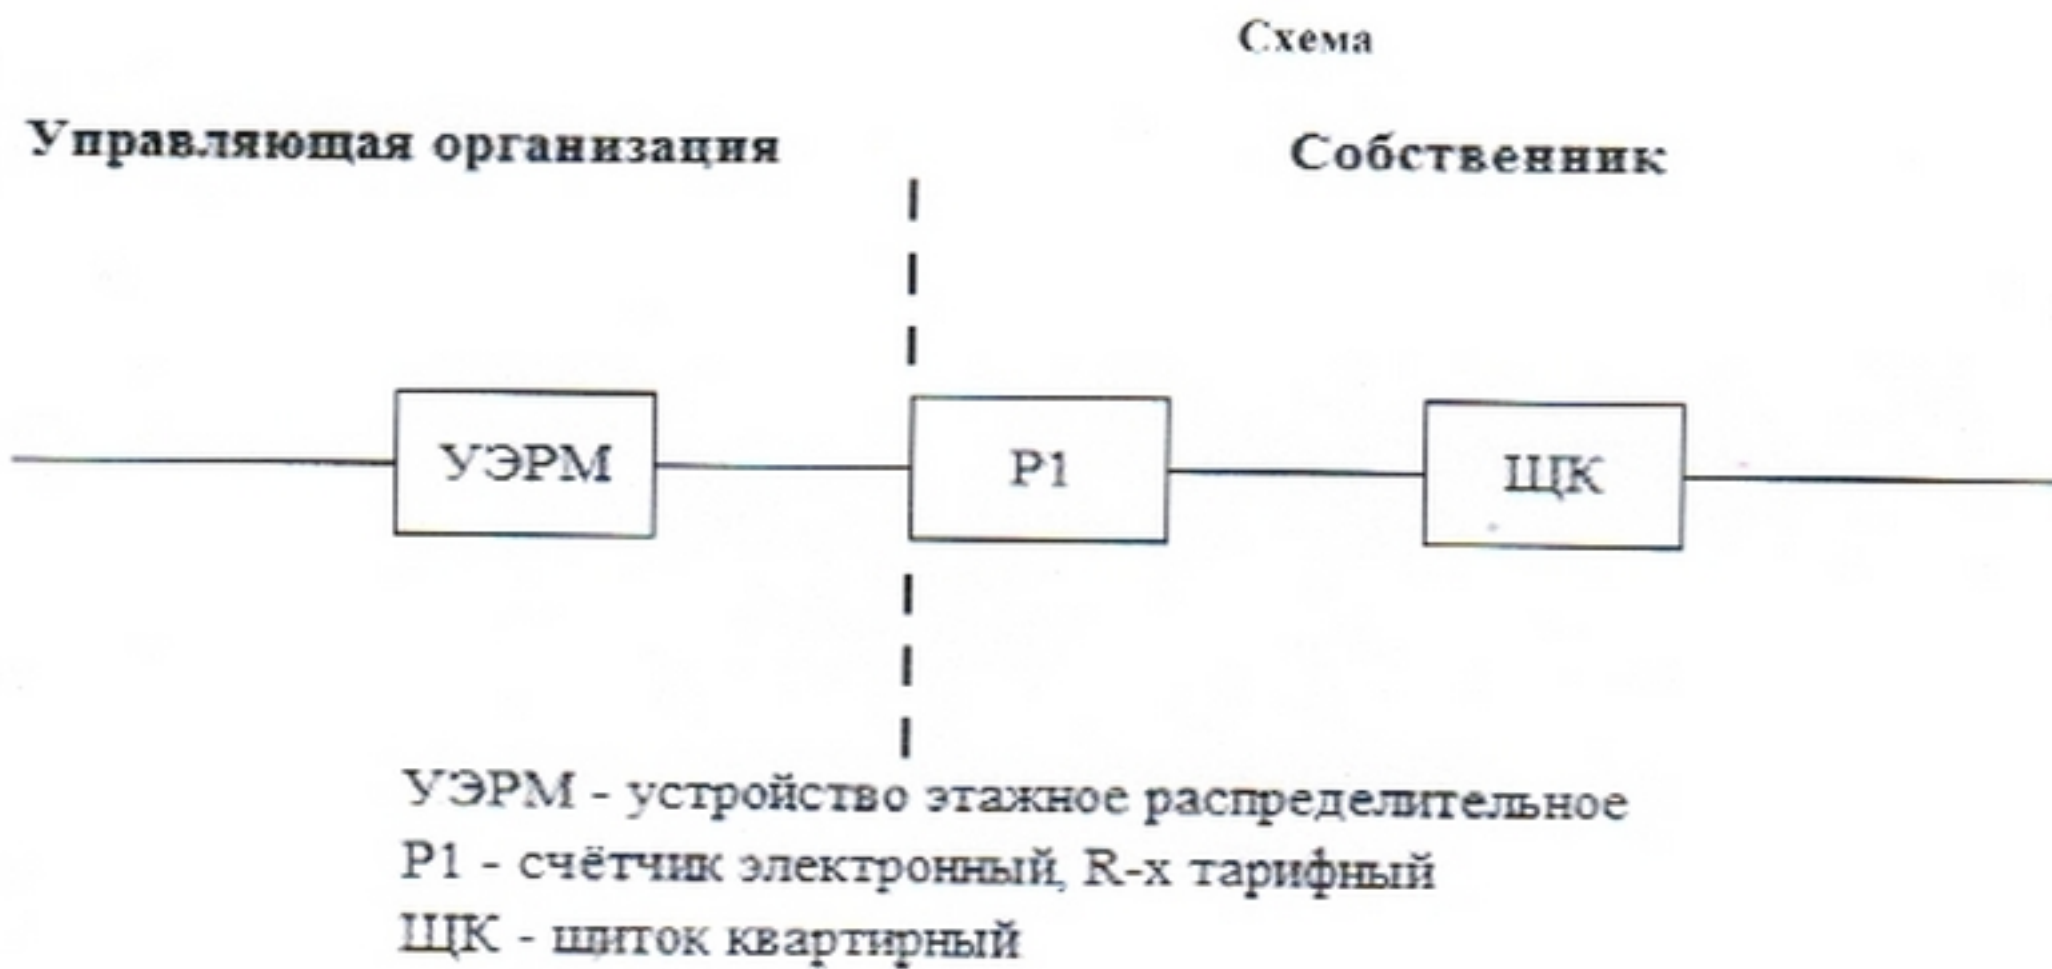 Схема
Управляющая организация
Собственник
УЭРМ
Р1
ЩК
УЭРМ - устройство этажное распределительное
Р1 - счётчик электронный, R-х тарифный
ЩК - щиток квартирный